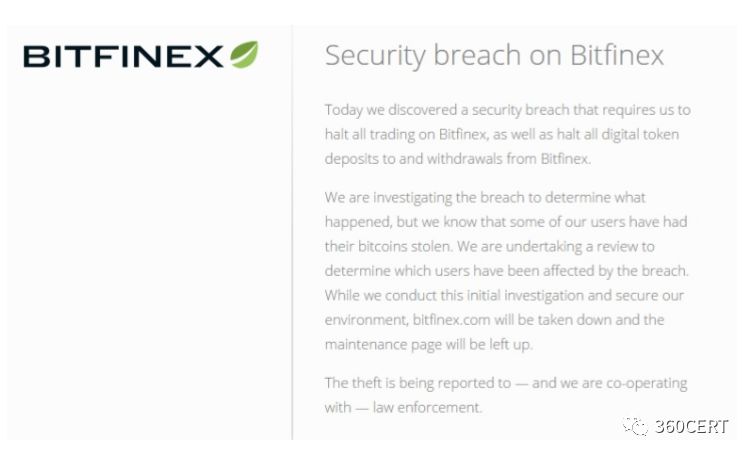 BITFINEX
Security breach on Bitfinex
Today we discovered a security breach that requires us to
halt all trading on Bitfinex, as well as halt all digital token
deposits to and withdrawals from Bitfinex.
We are investigating the breach to determine what
happened, but we know that some of our users have had
their bitcoins stolen. We are undertaking a review to
determine which users have been affected by the breach.
While we conduct this initial investigation and secure our
environment, bitfinex.com will be taken down and the
maintenance page will be left up.
The theft is being reported to — and we are co-operating
with — law enforcement.
360CERT